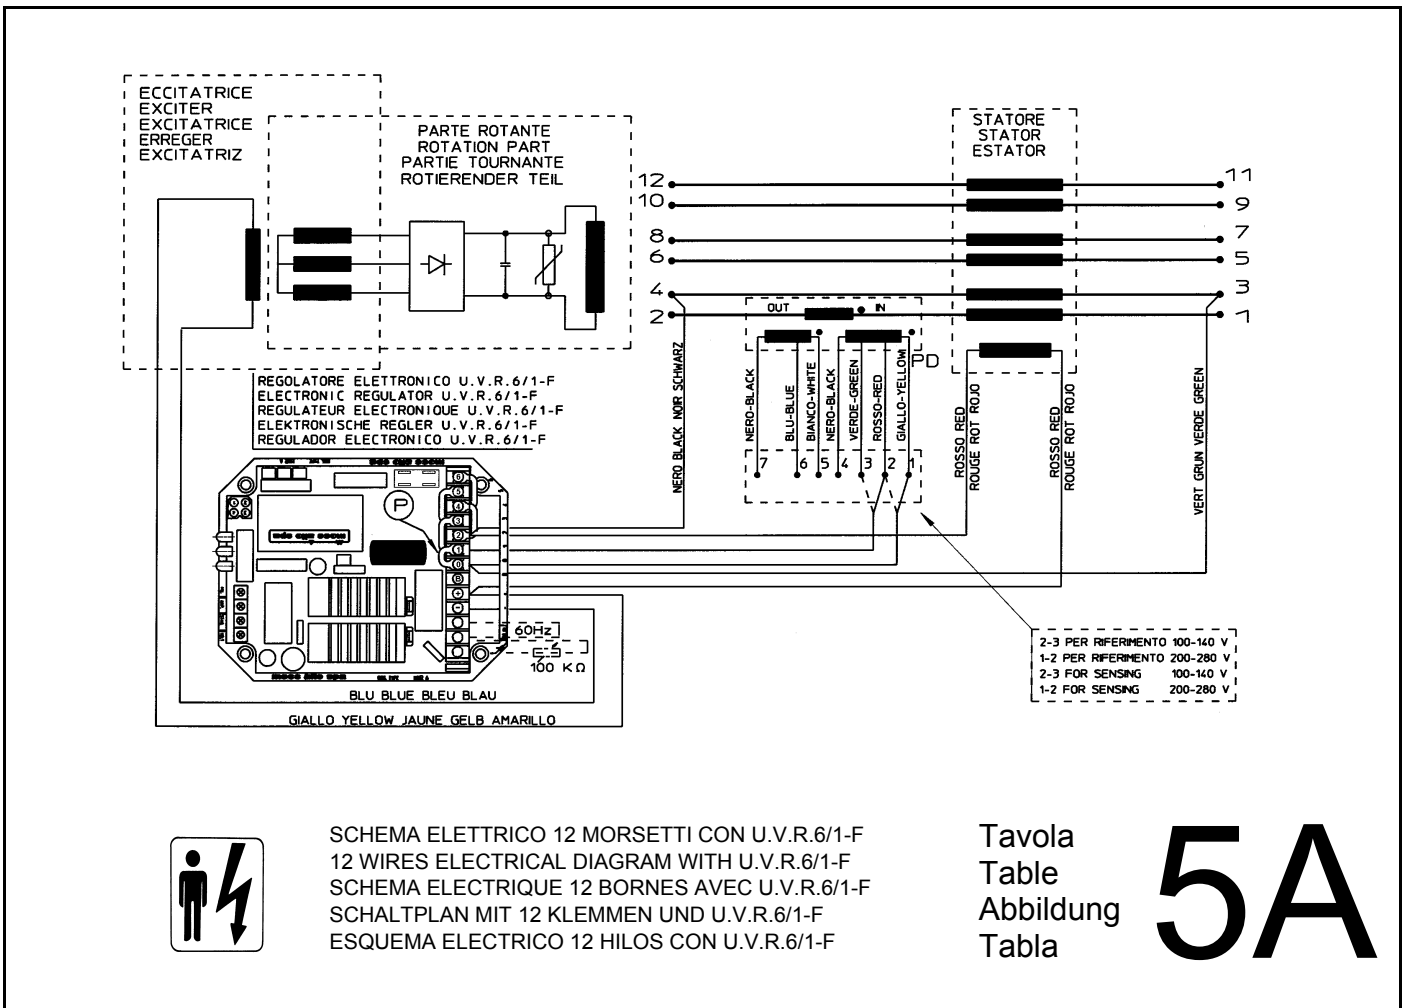 ECCITATRICE
EXCITER
EXCITATRICE
ERREGER
EXCITATRIZ
PARTE ROTANTE
ROTATION PART
PARTIE TOURNANTE
ROTIERENDER TEIL
STATORE
STATOR
ESTATOR
12
11
10
9
8
7
6
5
4
3
2
1
OUT
IN
PD
NERO BLACK NOIR SCHWARZ
NERO-BLACK
BLU-BLUE
BIANCO-WHITE
NERO-BLACK
VERDE-GREEN
ROSSO-RED
GIALLO-YELLOW
ROSSO RED
ROUGE ROT ROJO
ROSSO RED
ROUGE ROT ROJO
VERT GRUN VERDE GREEN
7 6 5 4 3 2 1
REGOLATORE ELETTRONICO U.V.R.6/1-F
ELECTRONIC REGULATOR U.V.R.6/1-F
REGULATEUR ELECTRONIQUE U.V.R.6/1-F
ELEKTRONISCHE REGLER U.V.R.6/1-F
REGULADOR ELECTRONICO U.V.R.6/1-F
P
6
5
4
3
2
1
0
B
+
-
60Hz
100 KΩ
BLU BLUE BLEU BLAU
GIALLO YELLOW JAUNE GELB AMARILLO
2-3 PER RIFERIMENTO 100-140 V
1-2 PER RIFERIMENTO 200-280 V
2-3 FOR SENSING 100-140 V
1-2 FOR SENSING 200-280 V
SCHEMA ELETTRICO 12 MORSETTI CON U.V.R.6/1-F
12 WIRES ELECTRICAL DIAGRAM WITH U.V.R.6/1-F
SCHEMA ELECTRIQUE 12 BORNES AVEC U.V.R.6/1-F
SCHALTPLAN MIT 12 KLEMMEN UND U.V.R.6/1-F
ESQUEMA ELECTRICO 12 HILOS CON U.V.R.6/1-F
Tavola
Table
Abbildung
Tabla
5A